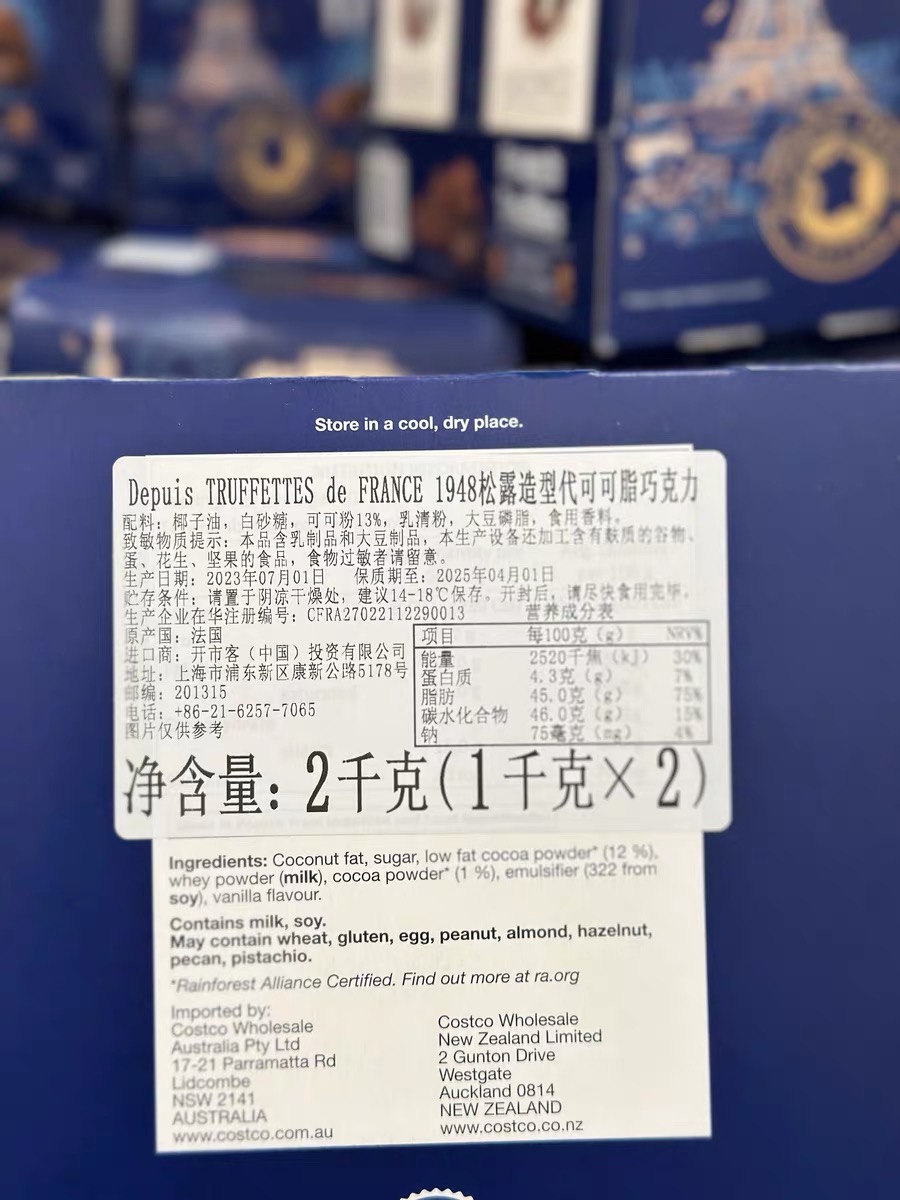 Store in a cool, dry place.
Depuis TRUFFETTES de FRANCE 1948松露造型代可可脂巧克力
配料：椰子油，白砂糖，可可粉13%，乳清粉，大豆磷脂，食用香料。
致敏物质提示：本品含乳制品和大豆制品，本生产设备还加工含有麸质的谷物、
蛋、花生、坚果的食品，食物过敏者请留意。
生产日期：2023年07月01日 保质期至：2025年04月01日
贮存条件：请置于阴凉干燥处，建议14-18℃保存。开封后，请尽快食用完毕。
生产企业在华注册编号：CFRA27022112290013
原产国：法国
进口商：开市客（中国）投资有限公司
地址：上海市浦东新区康新公路5178号
邮编：201315
电话：+86-21-6257-7065
图片仅供参考
营养成分表
项目 每100克（g） NRV%
能量 2520千焦（kJ） 30%
蛋白质 4.3克（g） 7%
脂肪 45.0克（g） 75%
碳水化合物 46.0克（g） 15%
钠 75毫克（mg） 4%
净含量：2千克(1千克×2)
Ingredients: Coconut fat, sugar, low fat cocoa powder* (12 %),
whey powder (milk), cocoa powder* (1 %), emulsifier (322 from
soy), vanilla flavour.
Contains milk, soy.
May contain wheat, gluten, egg, peanut, almond, hazelnut,
pecan, pistachio.
*Rainforest Alliance Certified. Find out more at ra.org
Imported by:
Costco Wholesale
Australia Pty Ltd
17-21 Parramatta Rd
Lidcombe
NSW 2141
AUSTRALIA
www.costco.com.au
Costco Wholesale
New Zealand Limited
2 Gunton Drive
Westgate
Auckland 0814
NEW ZEALAND
www.costco.co.nz